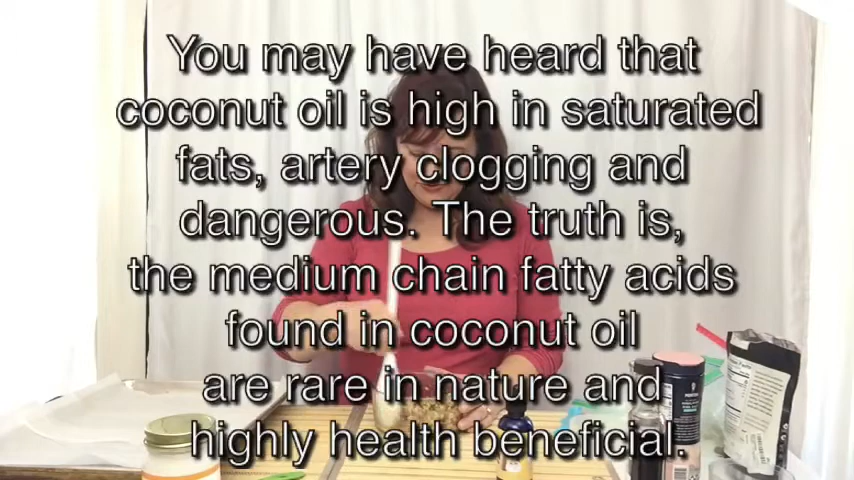 You may have heard that
coconut oil is high in saturated
fats, artery clogging and
dangerous. The truth is,
the medium chain fatty acids
found in coconut oil
are rare in nature and
highly health beneficial.